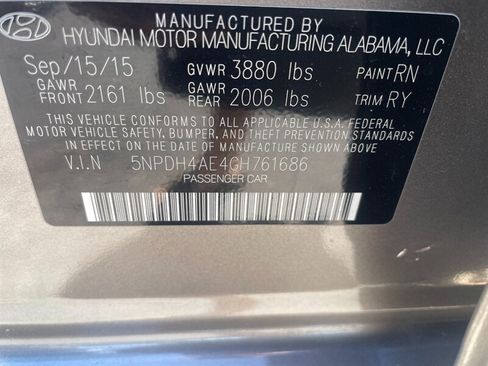 MANUFACTURED BY
HYUNDAI MOTOR MANUFACTURING ALABAMA, LLC
Sep/15/15 GVWR 3880 lbs PAINT RN
GAWR FRONT 2161 lbs GAWR REAR 2006 lbs TRIM RY
THIS VEHICLE CONFORMS TO ALL APPLICABLE U.S.A. FEDERAL
MOTOR VEHICLE SAFETY, BUMPER, AND THEFT PREVENTION STANDARDS
IN EFFECT ON THE DATE OF MANUFACTURE SHOWN ABOVE.
V.I.N 5NPDH4AE4GH761686
PASSENGER CAR